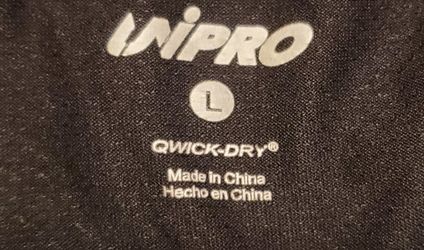 UNIPRO
L
QWICK-DRY®
Made in China
Hecho en China